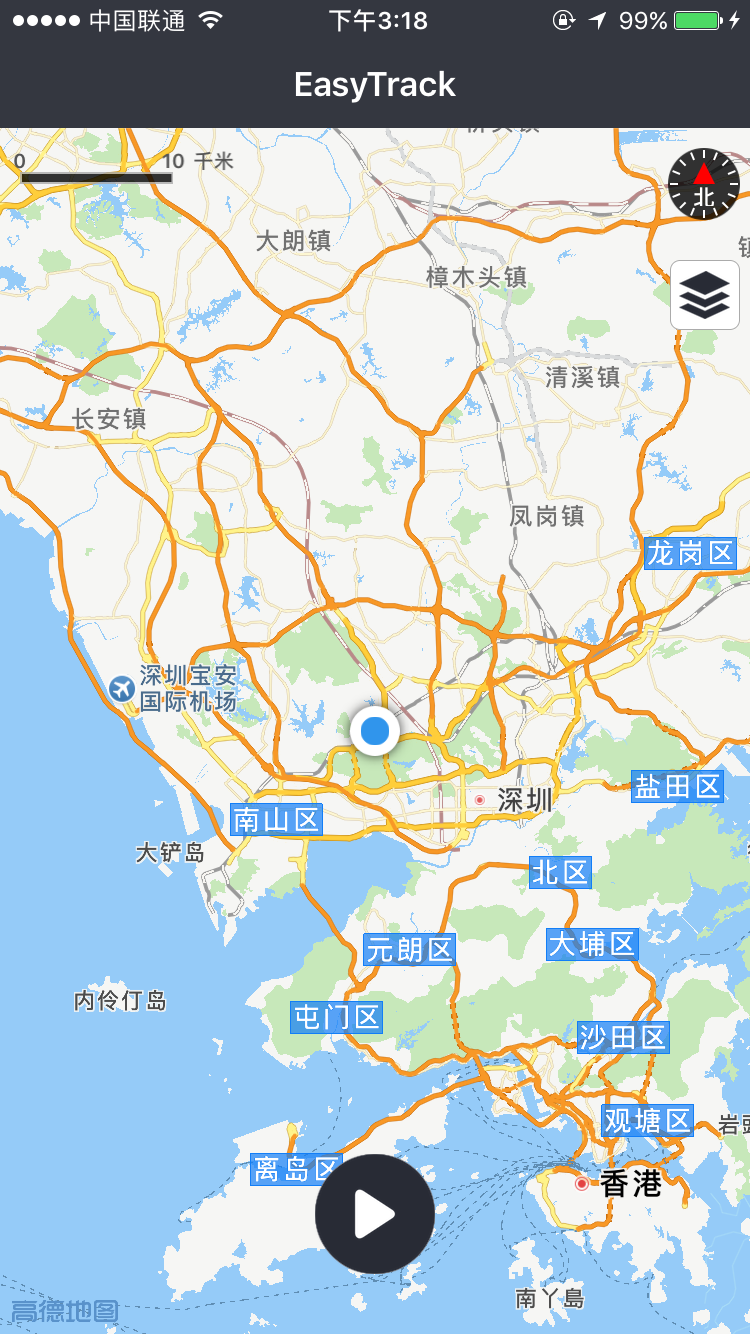 中国联通
下午3:18
99%
EasyTrack
0
10 千米
北
大朗镇
樟木头镇
清溪镇
长安镇
凤岗镇
龙岗区
深圳宝安
国际机场
盐田区
深圳
南山区
大铲岛
北区
元朗区
大埔区
内伶仃岛
屯门区
沙田区
观塘区
离岛区
香港
南丫島
高德地图